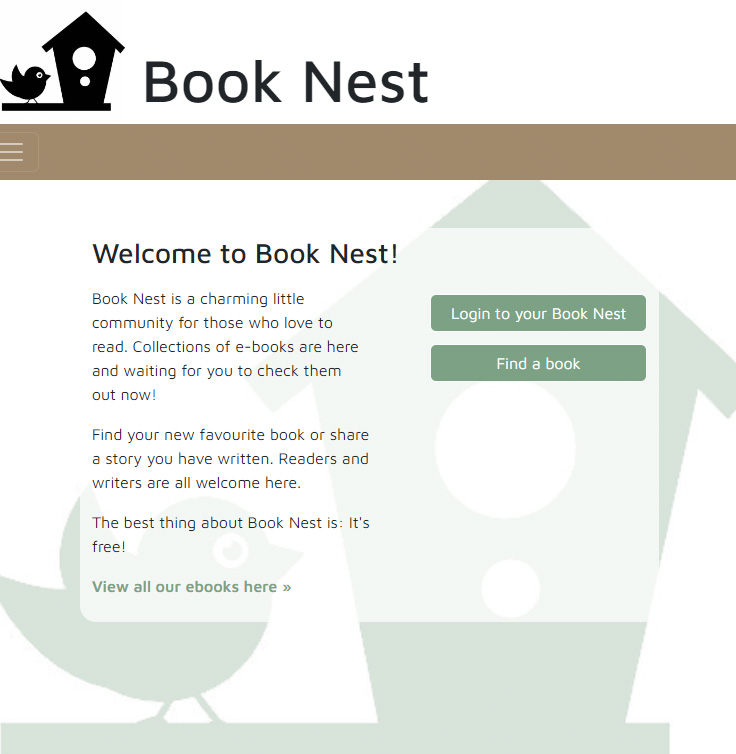 Book Nest
Welcome to Book Nest!
Book Nest is a charming little
community for those who love to
read. Collections of e-books are here
and waiting for you to check them
out now!
Find your new favourite book or share
a story you have written. Readers and
writers are all welcome here.
The best thing about Book Nest is: It's
free!
View all our ebooks here »
Login to your Book Nest
Find a book